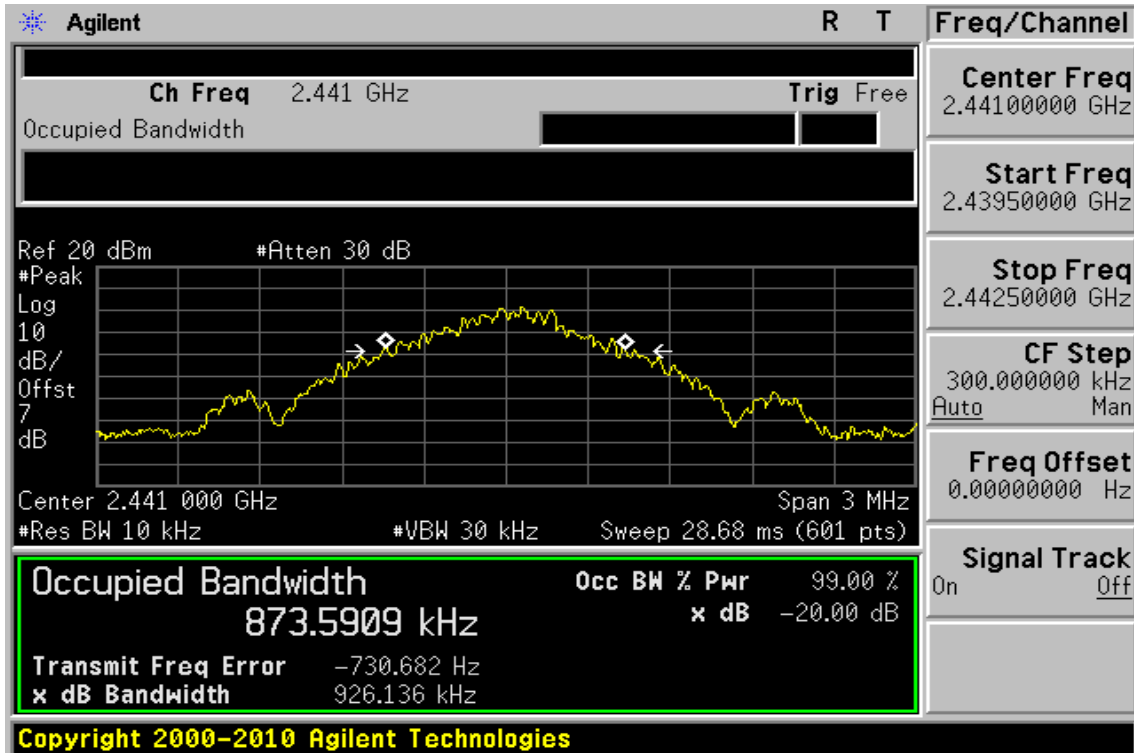 Agilent R T
Ch Freq 2.441 GHz Trig Free
Occupied Bandwidth
Ref 20 dBm #Atten 30 dB
#Peak
Log
10
dB/
Offst
7
dB
Center 2.441 000 GHz Span 3 MHz
#Res BW 10 kHz #VBW 30 kHz Sweep 28.68 ms (601 pts)
Occupied Bandwidth Occ BW % Pwr 99.00 %
873.5909 kHz x dB -20.00 dB
Transmit Freq Error -730.682 Hz
x dB Bandwidth 926.136 kHz
Copyright 2000-2010 Agilent Technologies
Freq/Channel
Center Freq
2.44100000 GHz
Start Freq
2.43950000 GHz
Stop Freq
2.44250000 GHz
CF Step
300.000000 kHz
Auto Man
Freq Offset
0.00000000 Hz
Signal Track
On Off